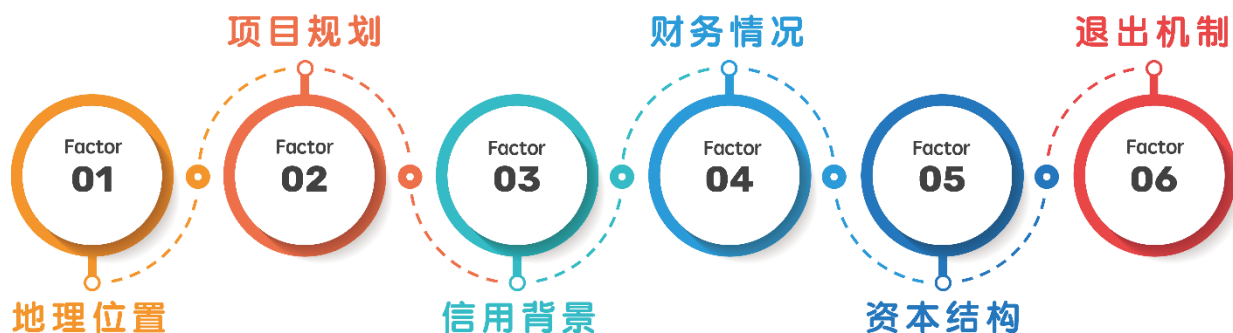 项目规划
财务情况
退出机制
Factor
01
Factor
02
Factor
03
Factor
04
Factor
05
Factor
06
地理位置
信用背景
资本结构